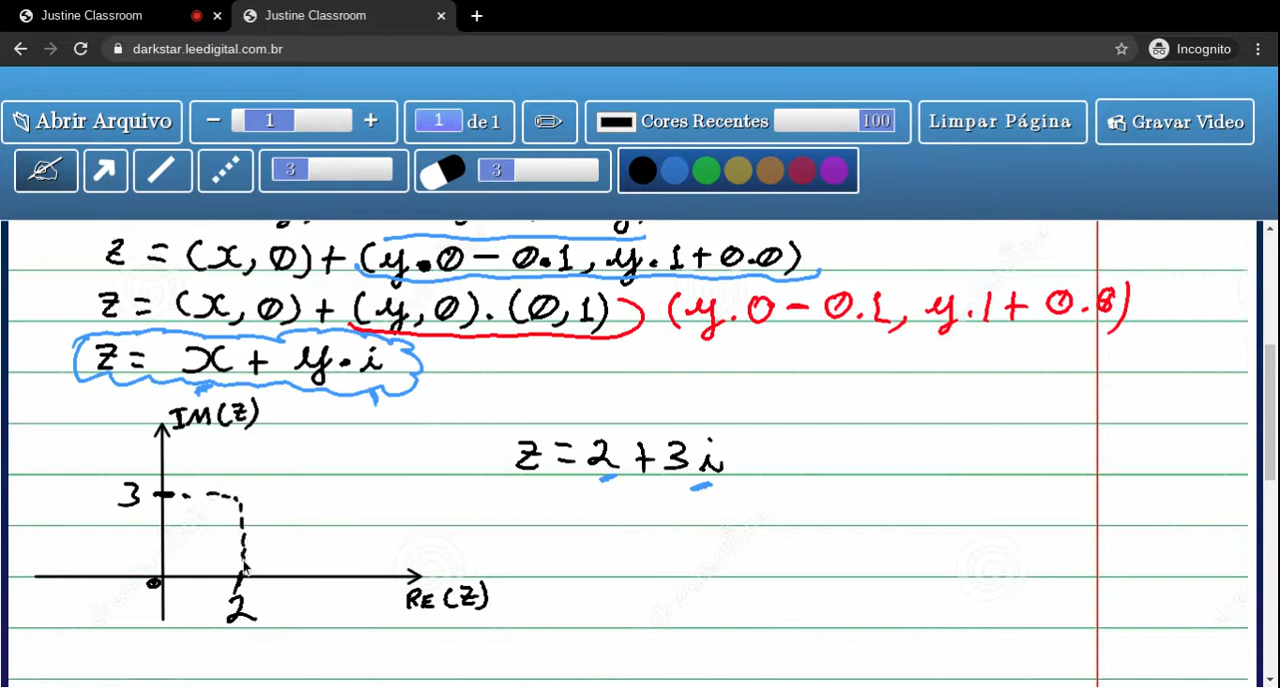 Justine Classroom
Justine Classroom
darkstar.leedigital.com.br
Incognito
Abrir Arquivo
− 1 +
1 de 1
Cores Recentes 100
Limpar Página
Gravar Video
3
3
z = (x, 0) + (y.0 − 0.1, y.1 + 0.0)
z = (x, 0) + (y, 0).(0, 1) (y.0 − 0.1, y.1 + 0.0)
z = x + y.i
IM(z)
z = 2 + 3i
3
0
2
RE(z)